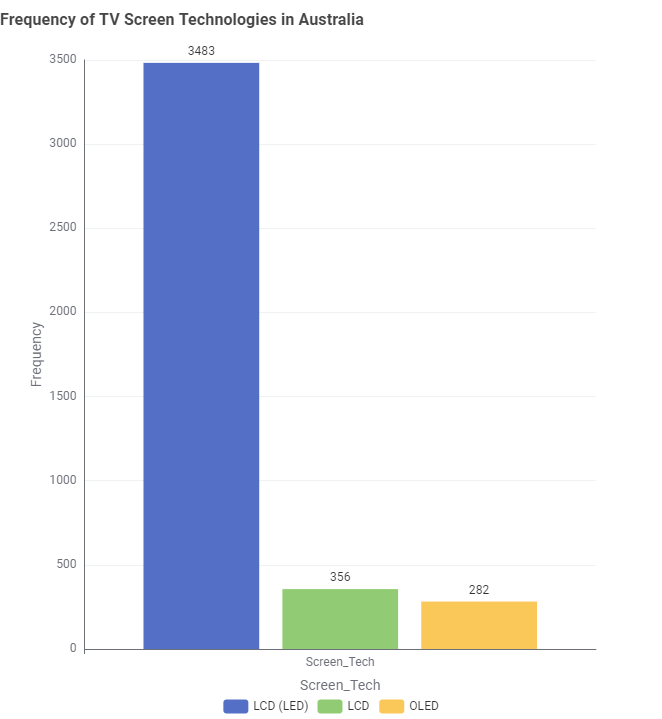 Frequency of TV Screen Technologies in Australia
3483
3500
3000
2500
2000
Frequency
1500
1000
500
356
282
0
Screen_Tech
Screen_Tech
LCD (LED) LCD OLED